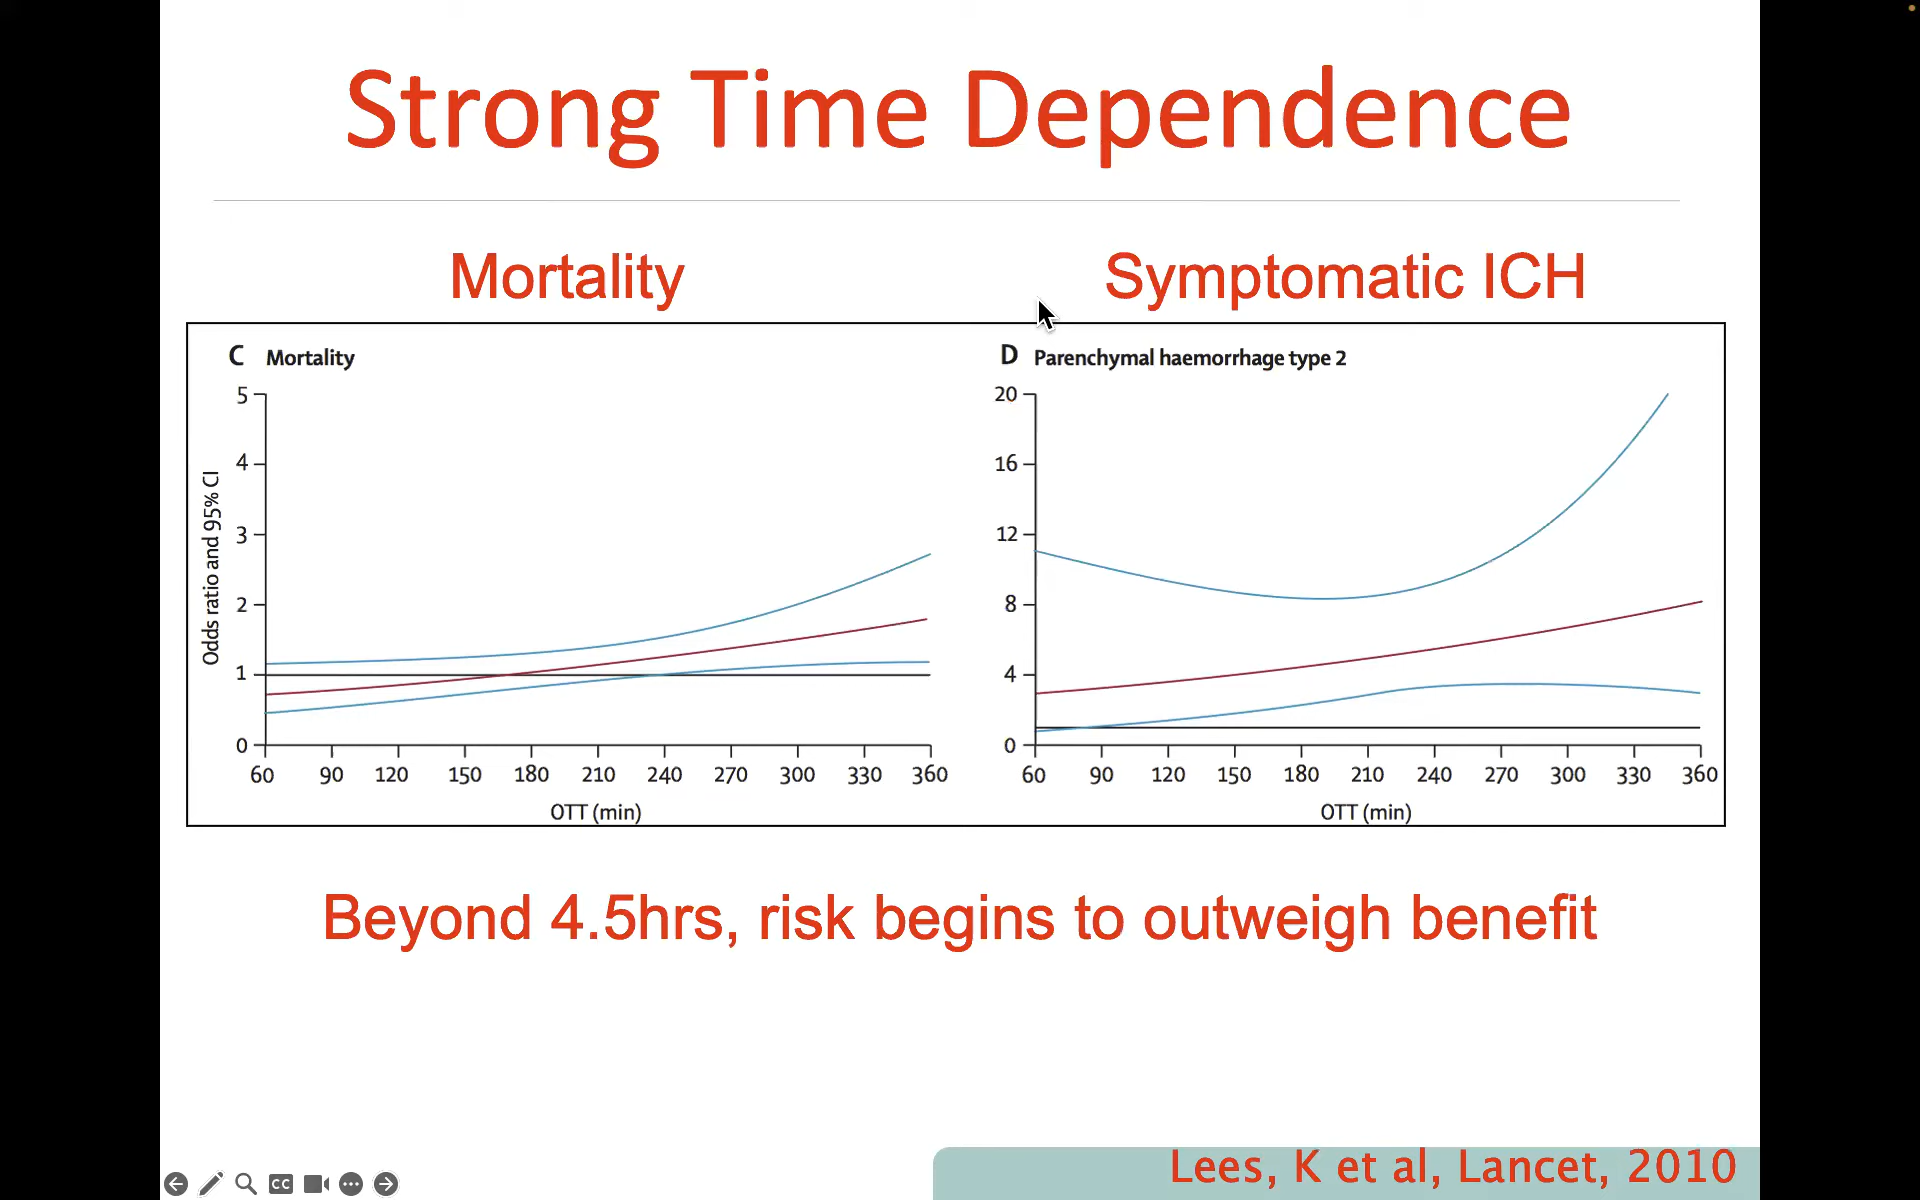 Strong Time Dependence
Mortality
Symptomatic ICH
C Mortality
Odds ratio and 95% CI
5
4
3
2
1
0
60 90 120 150 180 210 240 270 300 330 360
OTT (min)
D Parenchymal haemorrhage type 2
20
16
12
8
4
0
60 90 120 150 180 210 240 270 300 330 360
OTT (min)
Beyond 4.5hrs, risk begins to outweigh benefit
Lees, K et al, Lancet, 2010
CC